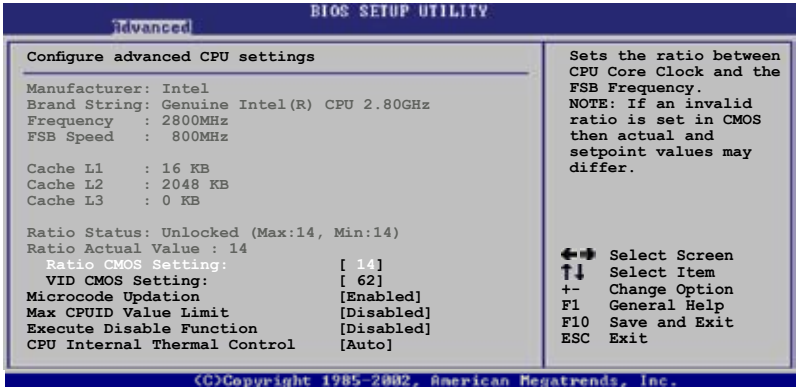 BIOS SETUP UTILITY
Advanced
Configure advanced CPU settings
Manufacturer: Intel
Brand String: Genuine Intel(R) CPU 2.80GHz
Frequency : 2800MHz
FSB Speed : 800MHz
Cache L1 : 16 KB
Cache L2 : 2048 KB
Cache L3 : 0 KB
Ratio Status: Unlocked (Max:14, Min:14)
Ratio Actual Value : 14
Ratio CMOS Setting: [ 14]
VID CMOS Setting: [ 62]
Microcode Updation [Enabled]
Max CPUID Value Limit [Disabled]
Execute Disable Function [Disabled]
CPU Internal Thermal Control [Auto]
Sets the ratio between
CPU Core Clock and the
FSB Frequency.
NOTE: If an invalid
ratio is set in CMOS
then actual and
setpoint values may
differ.
Select Screen
Select Item
+- Change Option
F1 General Help
F10 Save and Exit
ESC Exit
(C)Copyright 1985-2002, American Megatrends, Inc.